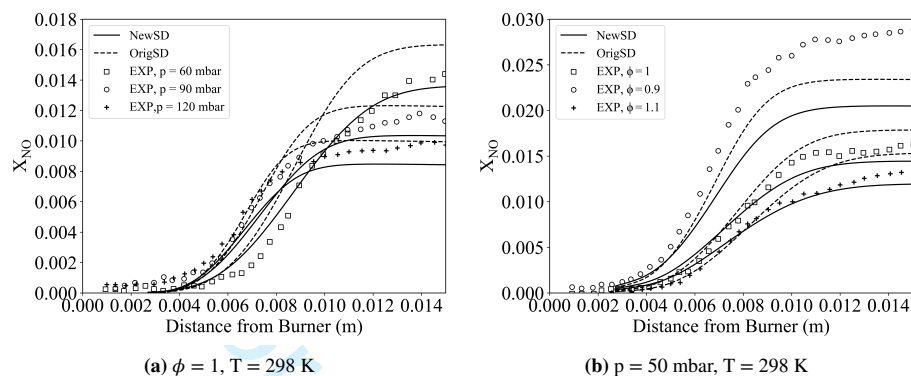 0.018
0.016
0.014
0.012
0.010
0.008
0.006
0.004
0.002
0.000
X_NO
NewSD
OrigSD
EXP, p = 60 mbar
EXP, p = 90 mbar
EXP,p = 120 mbar
0.000 0.002 0.004 0.006 0.008 0.010 0.012 0.014
Distance from Burner (m)
(a) ϕ = 1, T = 298 K
0.030
0.025
0.020
0.015
0.010
0.005
0.000
X_NO
NewSD
OrigSD
EXP, ϕ = 1
EXP, ϕ = 0.9
EXP, ϕ = 1.1
0.000 0.002 0.004 0.006 0.008 0.010 0.012 0.014
Distance from Burner (m)
(b) p = 50 mbar, T = 298 K